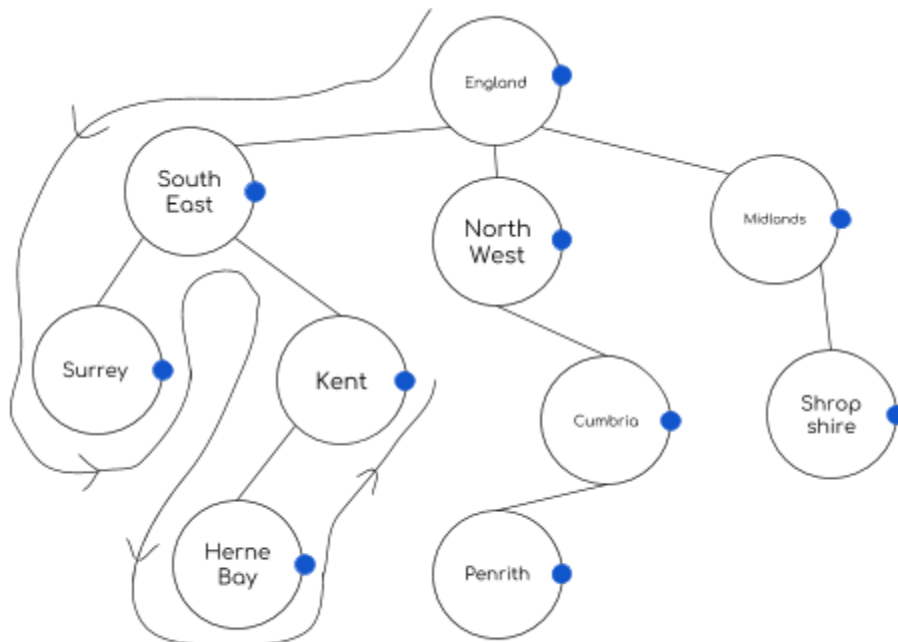 England
South
East
North
West
Midlands
Surrey
Kent
Cumbria
Shrop
shire
Herne
Bay
Penrith